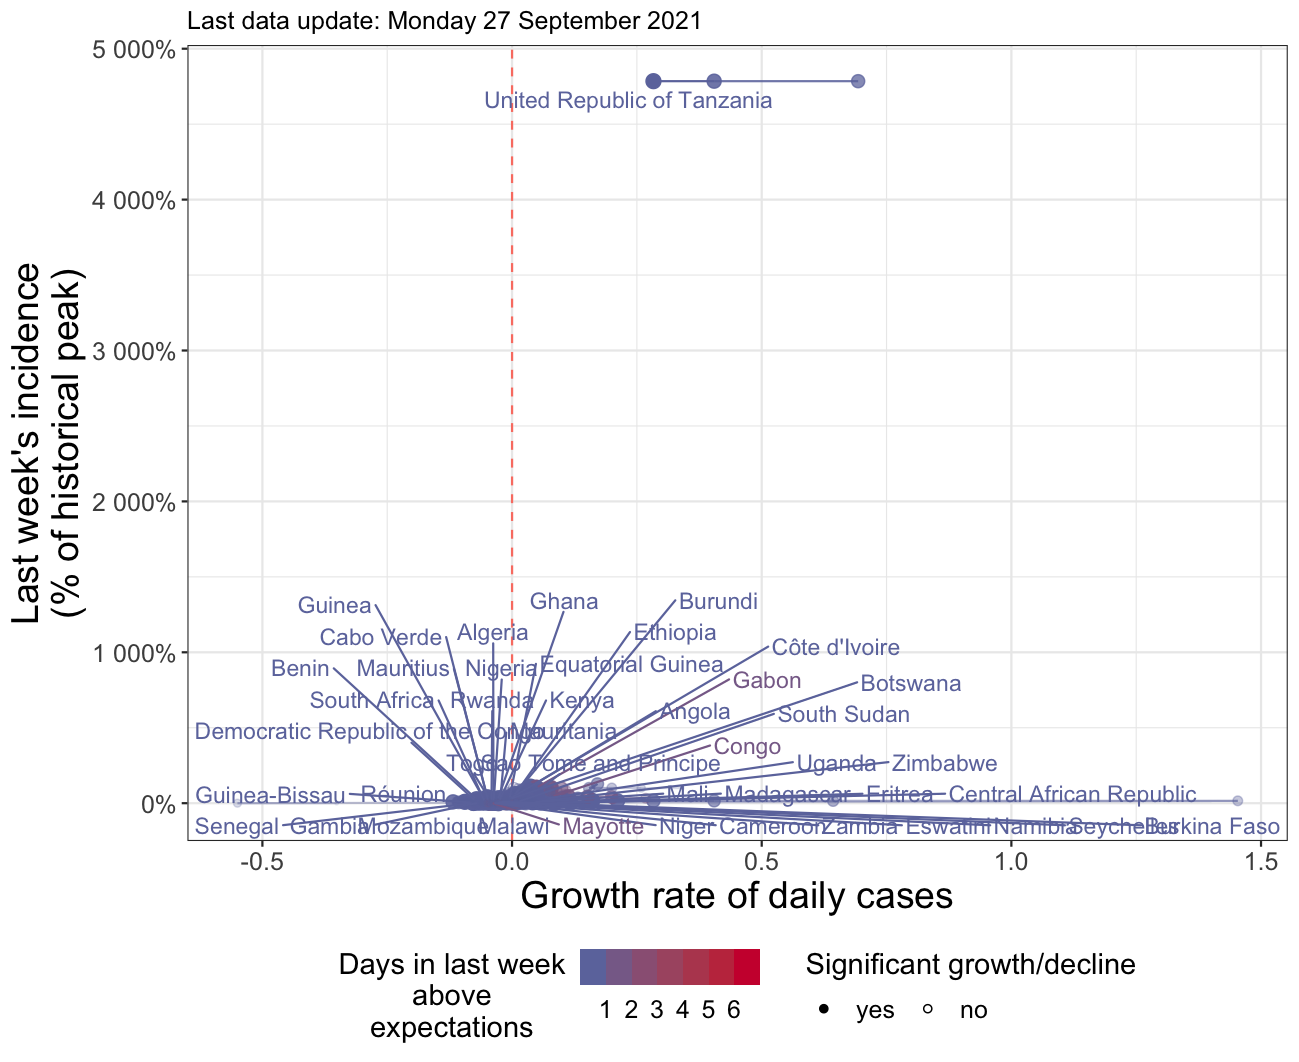 Last data update: Monday 27 September 2021
5 000%
4 000%
3 000%
2 000%
1 000%
0%
Last week's incidence
(% of historical peak)
United Republic of Tanzania
Guinea
Ghana
Burundi
Cabo Verde
Algeria
Ethiopia
Côte d'Ivoire
Benin
Mauritius
Nigeria
Equatorial Guinea
Gabon
Botswana
South Africa
Rwanda
Kenya
Angola
South Sudan
Democratic Republic of the Congo
Mauritania
Congo
Togo
Sao Tome and Principe
Uganda
Zimbabwe
Guinea-Bissau
Réunion
Mali
Madagascar
Eritrea
Central African Republic
Senegal
Gambia
Mozambique
Malawi
Mayotte
Niger
Cameroon
Zambia
Eswatini
Namibia
Seychelles
Burkina Faso
-0.5
0.0
0.5
1.0
1.5
Growth rate of daily cases
Days in last week
above
expectations
1 2 3 4 5 6
Significant growth/decline
yes
no